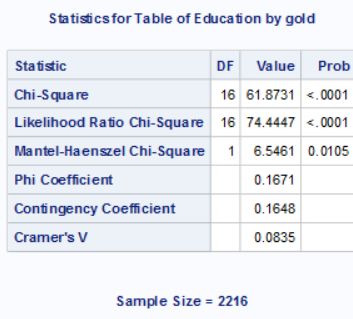 Statistics for Table of Education by gold
Statistic DF Value Prob
Chi-Square 16 61.8731 <.0001
Likelihood Ratio Chi-Square 16 74.4447 <.0001
Mantel-Haenszel Chi-Square 1 6.5461 0.0105
Phi Coefficient 0.1671
Contingency Coefficient 0.1648
Cramer's V 0.0835
Sample Size = 2216